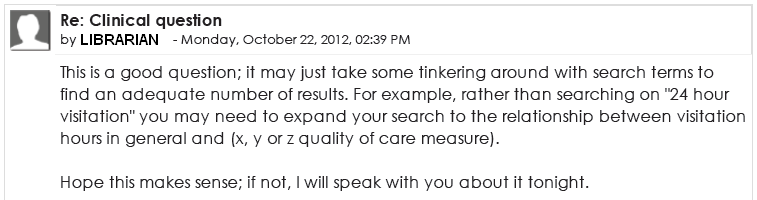 Re: Clinical question
by LIBRARIAN - Monday, October 22, 2012, 02:39 PM
This is a good question; it may just take some tinkering around with search terms to
find an adequate number of results. For example, rather than searching on "24 hour
visitation" you may need to expand your search to the relationship between visitation
hours in general and (x, y or z quality of care measure).
Hope this makes sense; if not, I will speak with you about it tonight.